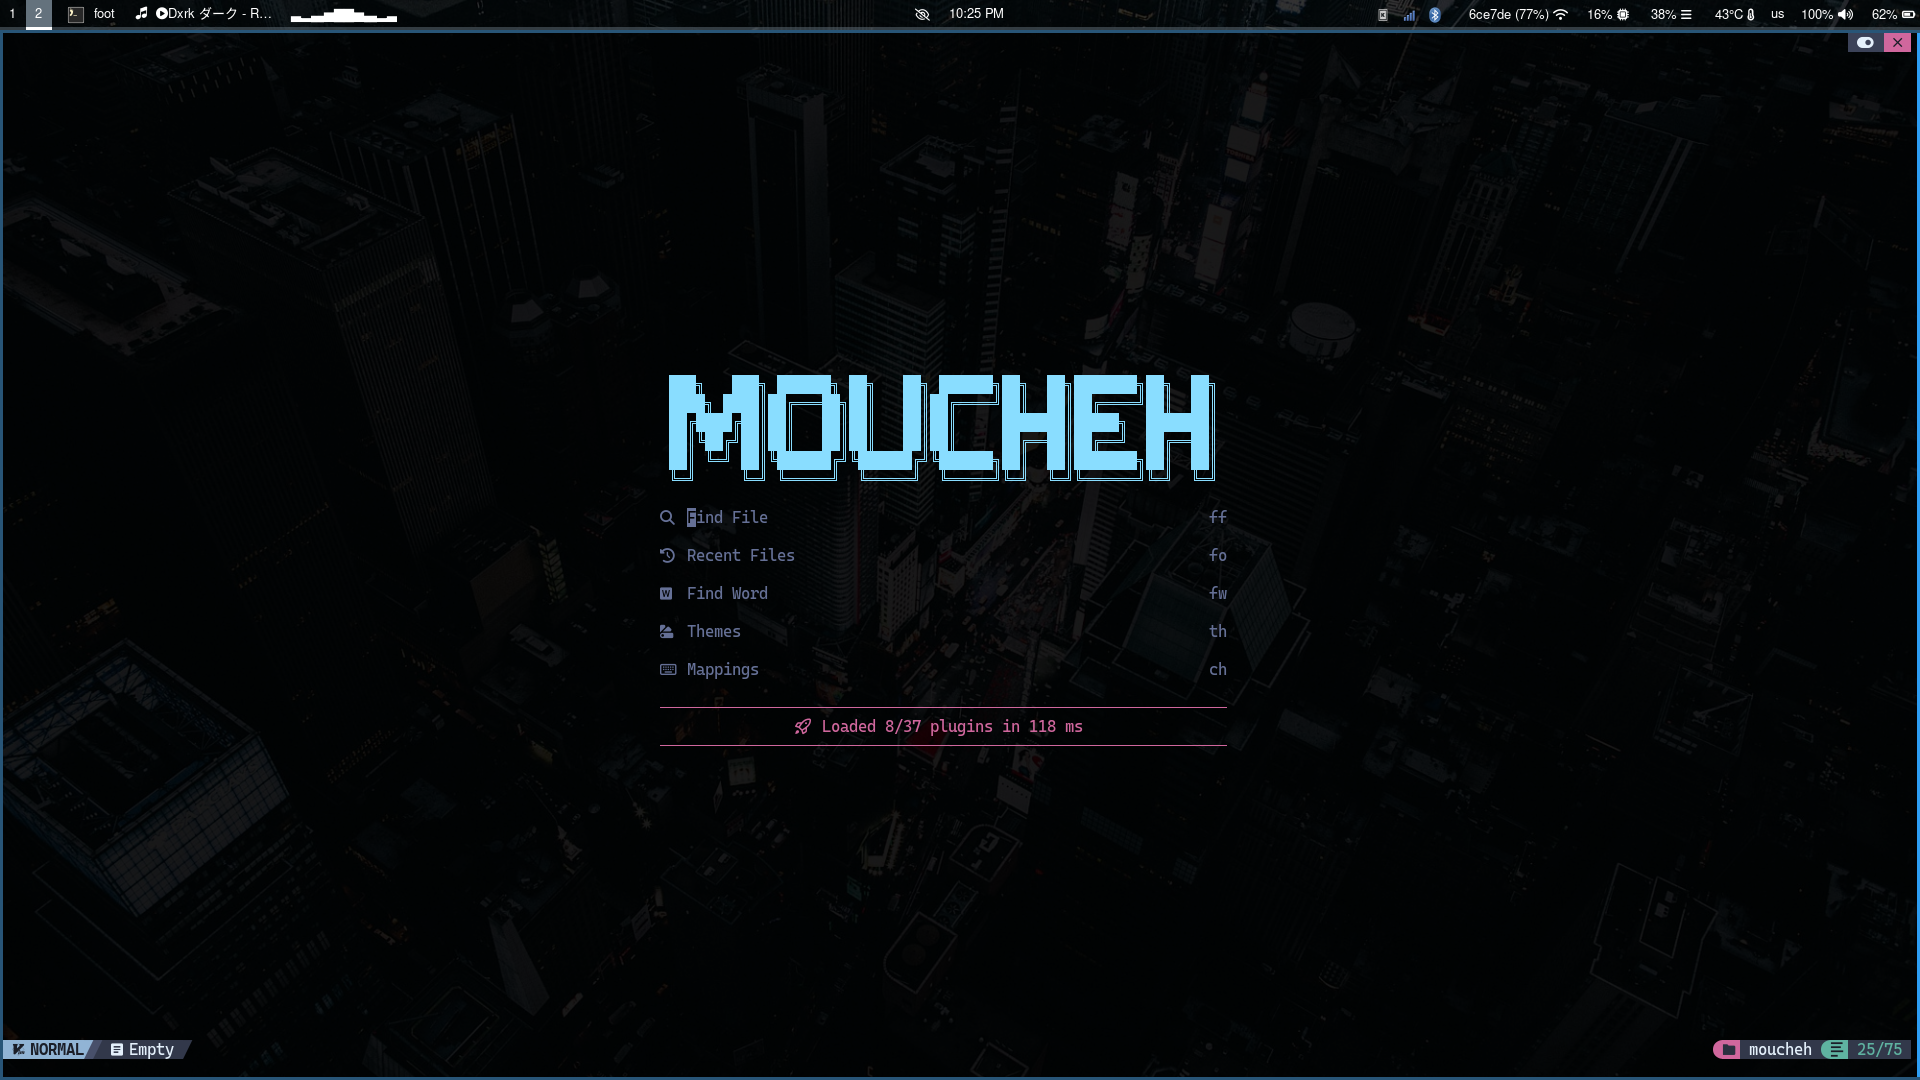 1 2 foot Dxrk ダーク - R... 10:25 PM 6ce7de (77%) 16% 38% 43°C us 100% 62%
MOUCHEH
Find File ff
Recent Files fo
Find Word fw
Themes th
Mappings ch
Loaded 8/37 plugins in 118 ms
NORMAL Empty moucheh 25/75